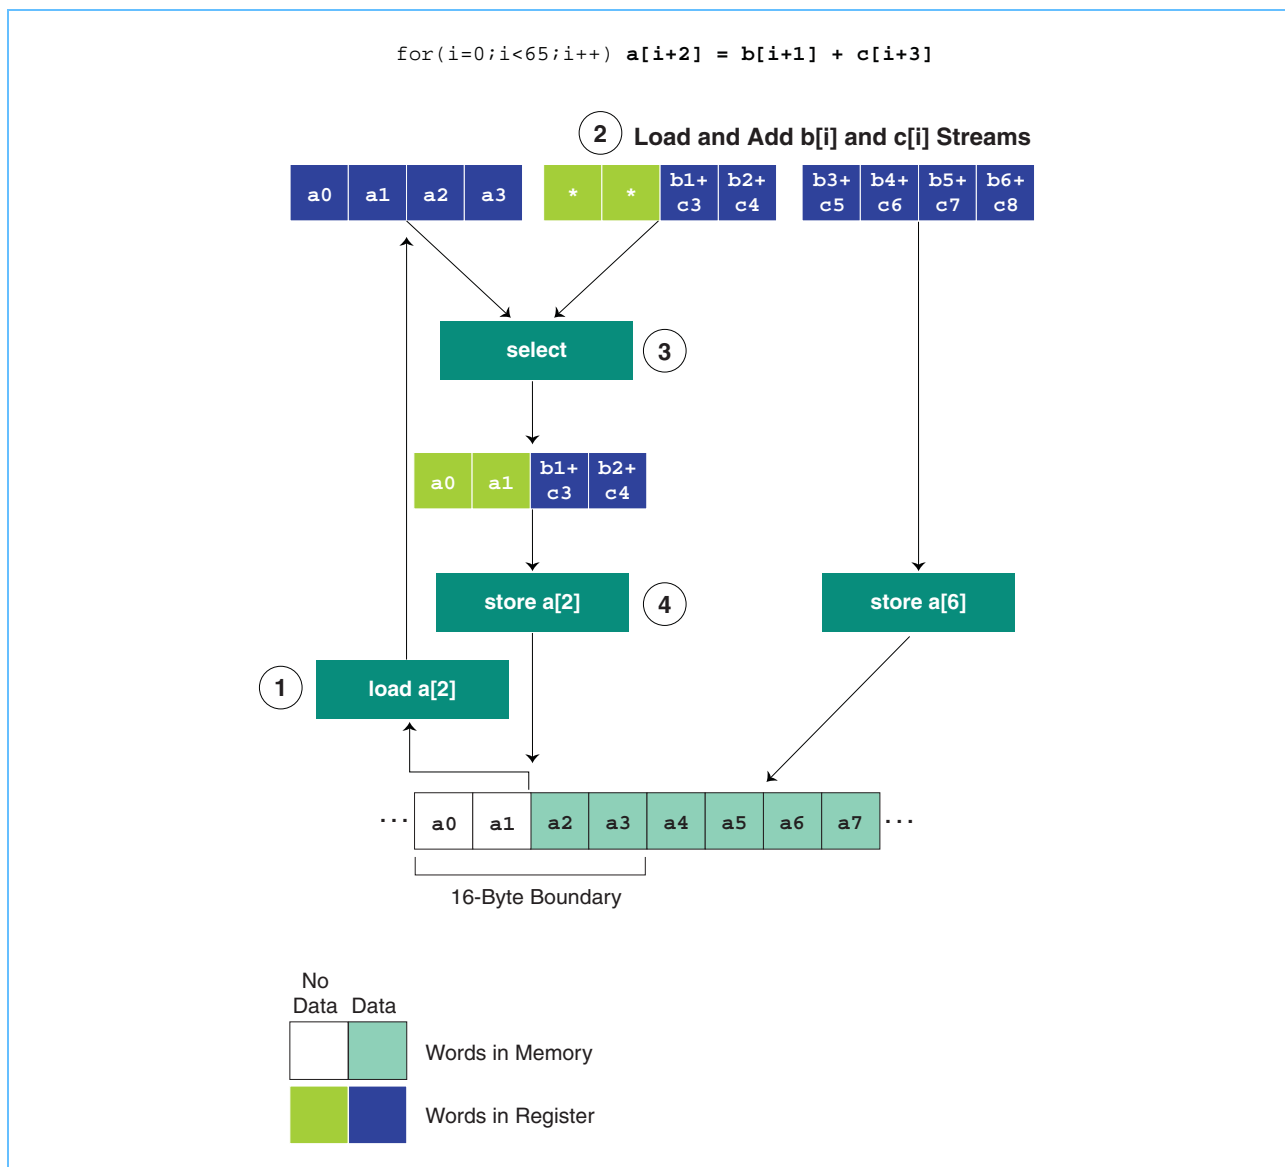 for(i=0;i<65;i++) a[i+2] = b[i+1] + c[i+3]
2 Load and Add b[i] and c[i] Streams
a0 a1 a2 a3 * * b1+ b2+ b3+ b4+ b5+ b6+
c3 c4 c5 c6 c7 c8
select 3
a0 a1 b1+ b2+
c3 c4
store a[2] 4 store a[6]
1 load a[2]
... a0 a1 a2 a3 a4 a5 a6 a7 ...
16-Byte Boundary
No
Data Data
Words in Memory
Words in Register